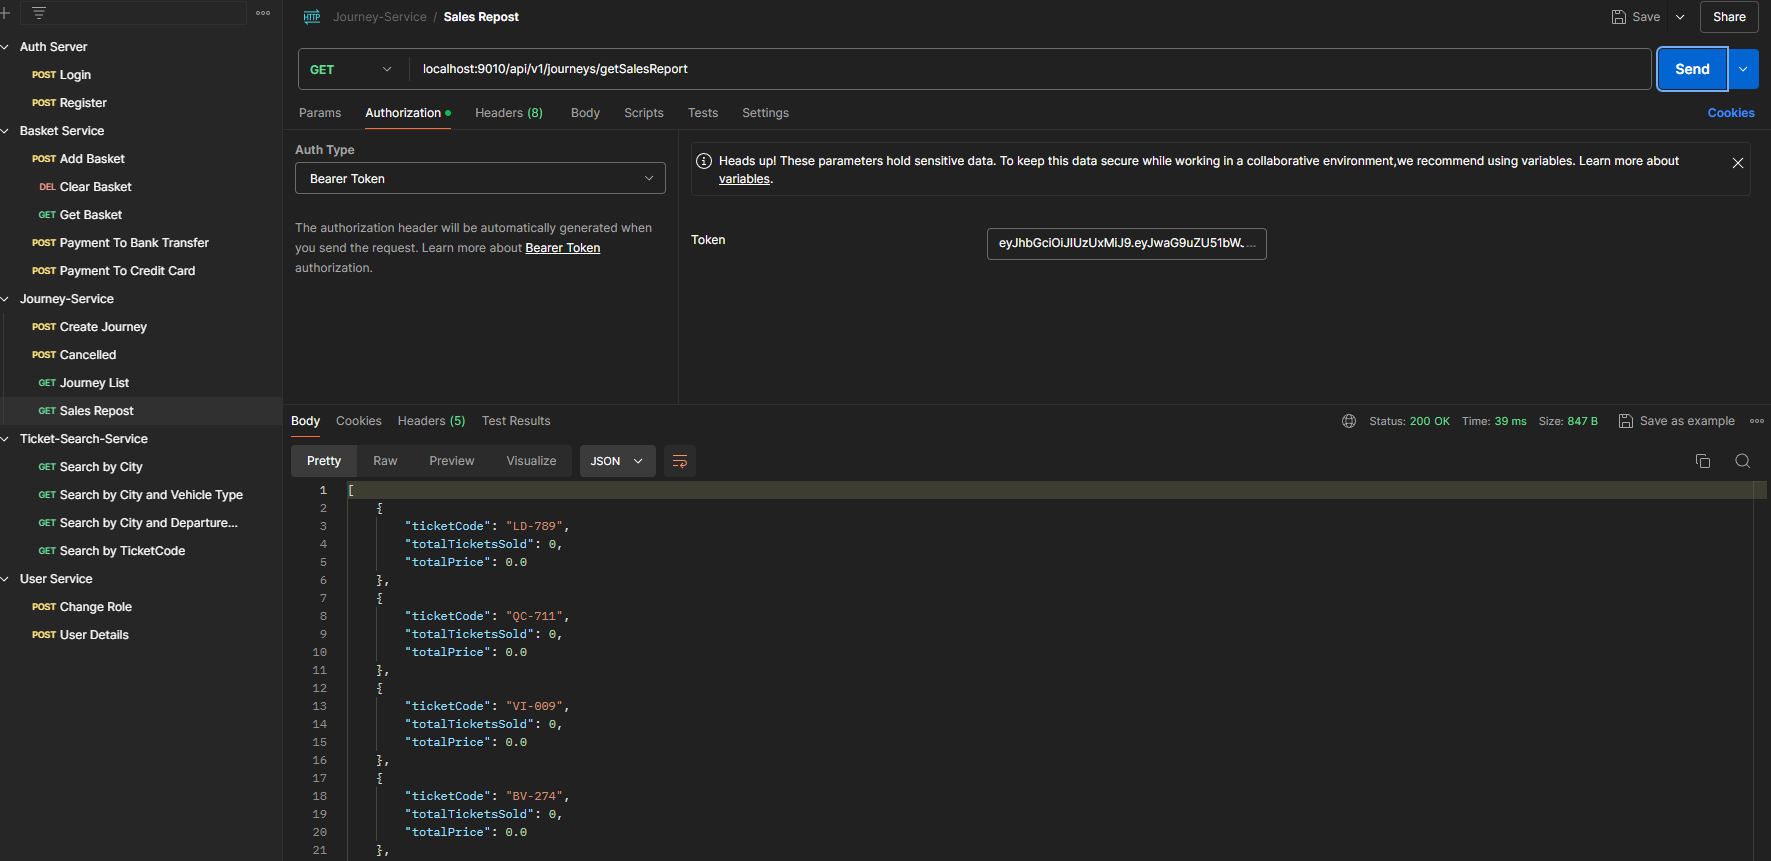 Auth Server
POST Login
POST Register
Basket Service
POST Add Basket
DEL Clear Basket
GET Get Basket
POST Payment To Bank Transfer
POST Payment To Credit Card
Journey-Service
POST Create Journey
POST Cancelled
GET Journey List
GET Sales Repost
Ticket-Search-Service
GET Search by City
GET Search by City and Vehicle Type
GET Search by City and Departure...
GET Search by TicketCode
User Service
POST Change Role
POST User Details
HTTP Journey-Service / Sales Repost
Save
Share
GET localhost:9010/api/v1/journeys/getSalesReport
Send
Params Authorization Headers (8) Body Scripts Tests Settings
Cookies
Auth Type
Bearer Token
The authorization header will be automatically generated when
you send the request. Learn more about Bearer Token
authorization.
Heads up! These parameters hold sensitive data. To keep this data secure while working in a collaborative environment,we recommend using variables. Learn more about
variables.
Token
eyJhbGciOiJIUzUxMiJ9.eyJwaG9uZU51bW. ...
Body Cookies Headers (5) Test Results
Status: 200 OK Time: 39 ms Size: 847 B Save as example
Pretty Raw Preview Visualize JSON
1 [
2 {
3 "ticketCode": "LD-789",
4 "totalTicketsSold": 0,
5 "totalPrice": 0.0
6 },
7 {
8 "ticketCode": "QC-711",
9 "totalTicketsSold": 0,
10 "totalPrice": 0.0
11 },
12 {
13 "ticketCode": "VI-009",
14 "totalTicketsSold": 0,
15 "totalPrice": 0.0
16 },
17 {
18 "ticketCode": "BV-274",
19 "totalTicketsSold": 0,
20 "totalPrice": 0.0
21 },